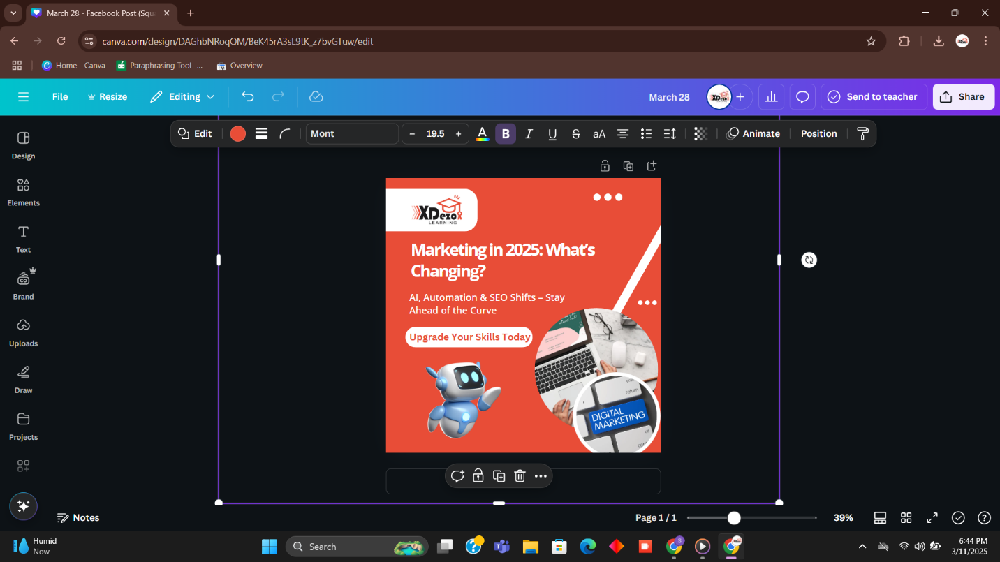 March 28 - Facebook Post (Squ
canva.com/design/DAGhbNRoqQM/BeK45rA3sL9tK_z7bvGTuw/edit
Home - Canva
Paraphrasing Tool -...
Overview
File
Resize
Editing
March 28
Send to teacher
Share
Edit
Mont
– 19.5 +
A
B
I
U
S
aA
Animate
Position
Design
Elements
Text
Brand
Uploads
Draw
Projects
XDezo
LEARNING
Marketing in 2025: What's
Changing?
AI, Automation & SEO Shifts – Stay
Ahead of the Curve
Upgrade Your Skills Today
return
DIGITAL
MARKETING
Notes
Page 1 / 1
39%
Humid
Now
Search
6:44 PM
3/11/2025